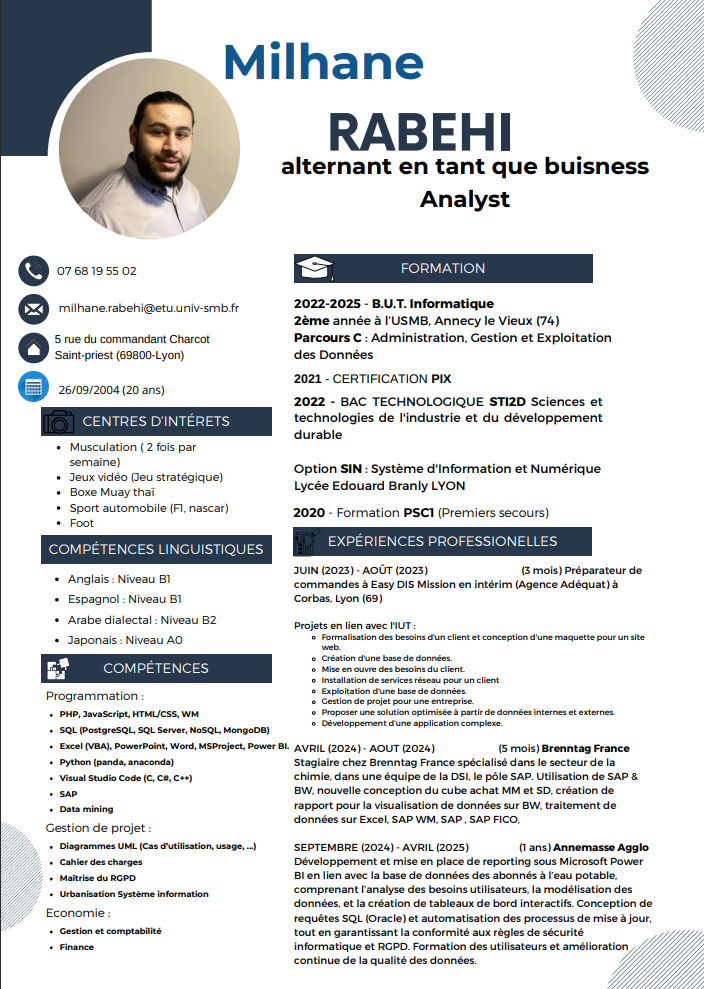 Milhane
RABEHI
alternant en tant que buisness
Analyst
07 68 19 55 02
milhane.rabehi@etu.univ-smb.fr
5 rue du commandant Charcot
Saint-priest (69800-Lyon)
26/09/2004 (20 ans)
CENTRES D'INTÉRETS
• Musculation ( 2 fois par
semaine)
• Jeux vidéo (Jeu stratégique)
• Boxe Muay thaï
• Sport automobile (F1, nascar)
• Foot
COMPÉTENCES LINGUISTIQUES
• Anglais : Niveau B1
• Espagnol : Niveau B1
• Arabe dialectal : Niveau B2
• Japonais : Niveau A0
COMPÉTENCES
Programmation :
• PHP, JavaScript, HTML/CSS, WM
• SQL (PostgreSQL, SQL Server, NoSQL, MongoDB)
• Excel (VBA), PowerPoint, Word, MSProject, Power BI.
• Python (panda, anaconda)
• Visual Studio Code (C, C#, C++)
• SAP
• Data mining
Gestion de projet :
• Diagrammes UML (Cas d'utilisation, usage, ...)
• Cahier des charges
• Maîtrise du RGPD
• Urbanisation Système information
Economie :
• Gestion et comptabilité
• Finance
FORMATION
2022-2025 - B.U.T. Informatique
2ème année à l'USMB, Annecy le Vieux (74)
Parcours C : Administration, Gestion et Exploitation
des Données
2021 - CERTIFICATION PIX
2022 - BAC TECHNOLOGIQUE STI2D Sciences et
technologies de l'industrie et du développement
durable
Option SIN : Système d'Information et Numérique
Lycée Edouard Branly LYON
2020 - Formation PSC1 (Premiers secours)
EXPÉRIENCES PROFESSIONELLES
JUIN (2023) - AOÛT (2023) (3 mois) Préparateur de
commandes à Easy DIS Mission en intérim (Agence Adéquat) à
Corbas, Lyon (69)
Projets en lien avec l'IUT :
Formalisation des besoins d'un client et conception d'une maquette pour un site
web.
Création d'une base de données.
Mise en ouvre des besoins du client.
Installation de services réseau pour un client
Exploitation d'une base de données.
Gestion de projet pour une entreprise.
Proposer une solution optimisée à partir de données internes et externes.
Développement d'une application complexe.
AVRIL (2024) - AOUT (2024) (5 mois) Brenntag France
Stagiaire chez Brenntag France spécialisé dans le secteur de la
chimie, dans une équipe de la DSI, le pôle SAP. Utilisation de SAP &
BW, nouvelle conception du cube achat MM et SD, création de
rapport pour la visualisation de données sur BW, traitement de
données sur Excel, SAP WM, SAP , SAP FICO,
SEPTEMBRE (2024) - AVRIL (2025) (1 ans) Annemasse Agglo
Développement et mise en place de reporting sous Microsoft Power
BI en lien avec la base de données des abonnés à l'eau potable,
comprenant l'analyse des besoins utilisateurs, la modélisation des
données, et la création de tableaux de bord interactifs. Conception de
requêtes SQL (Oracle) et automatisation des processus de mise à jour,
tout en garantissant la conformité aux règles de sécurité
informatique et RGPD. Formation des utilisateurs et amélioration
continue de la qualité des données.